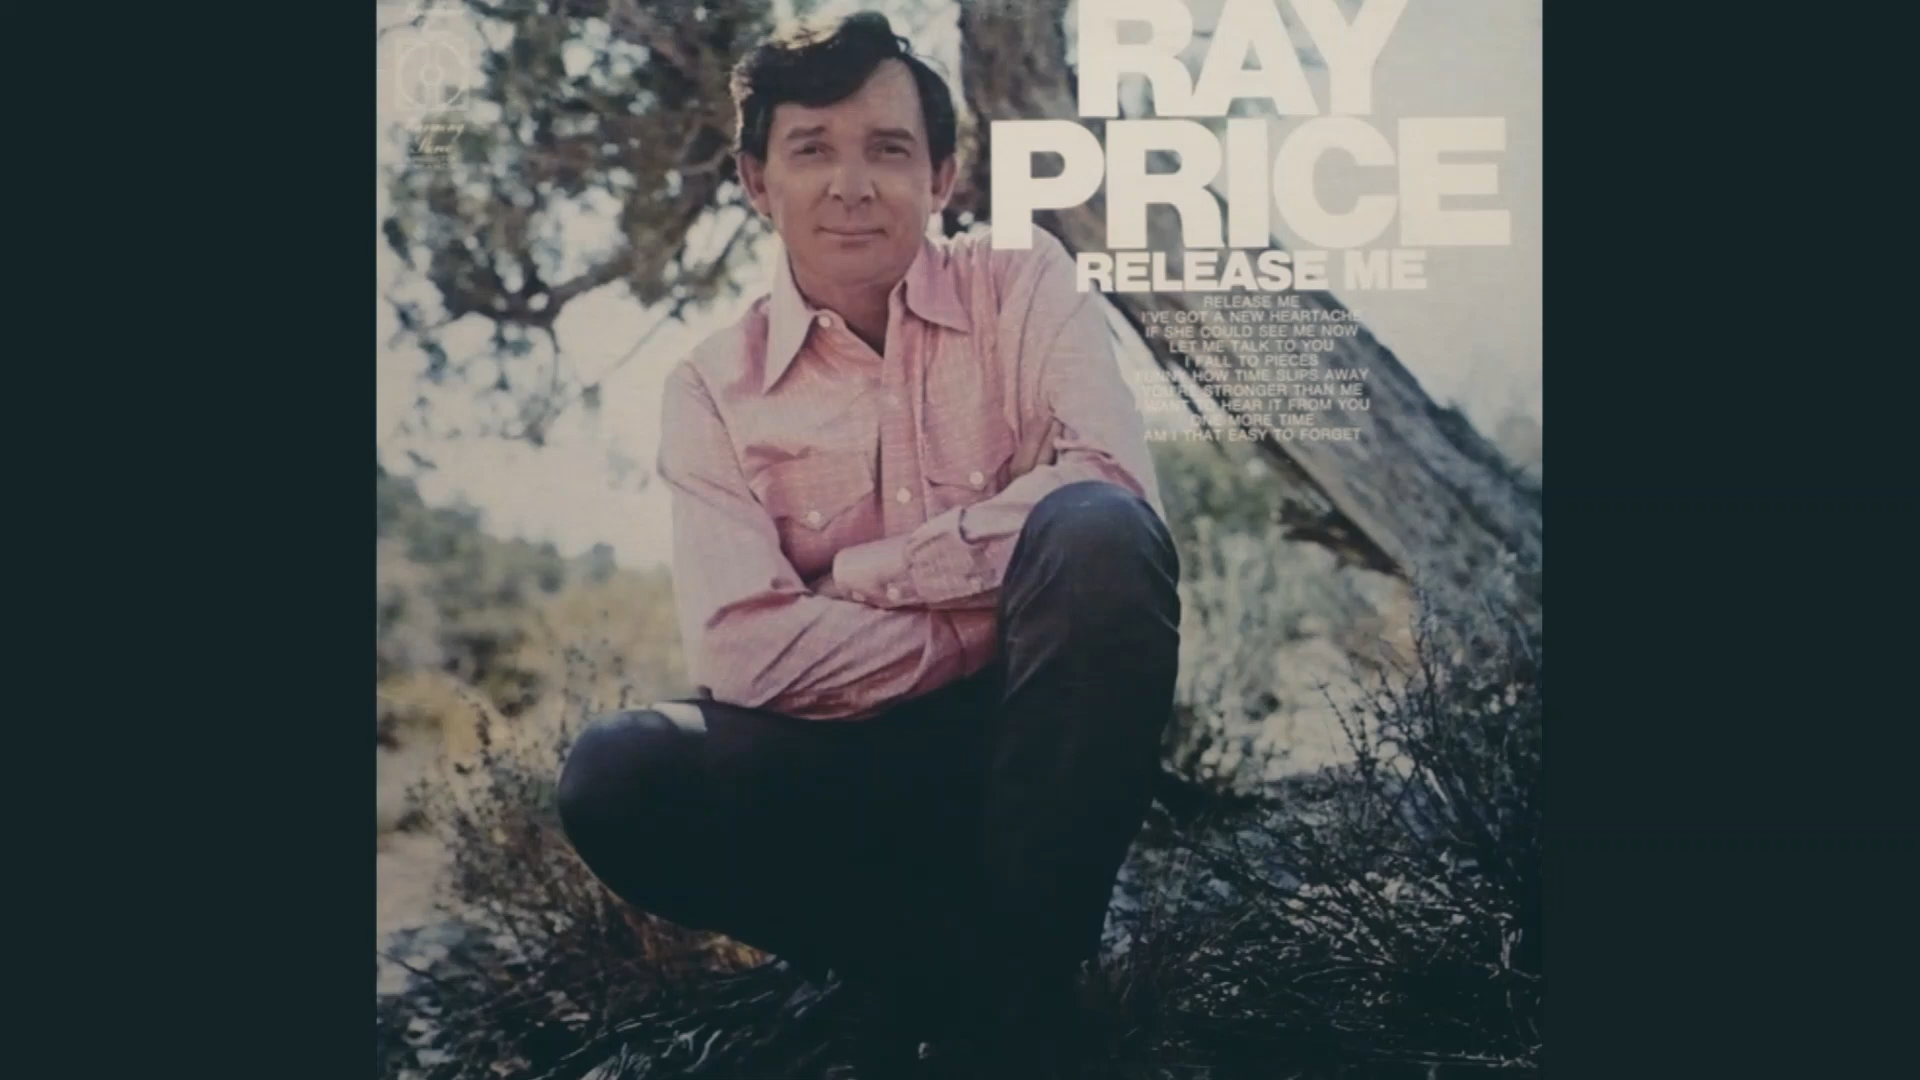 RAY
PRICE
RELEASE ME
RELEASE ME
I'VE GOT A NEW HEARTACHE
IF SHE COULD SEE ME NOW
LET ME TALK TO YOU
I FALL TO PIECES
FUNNY HOW TIME SLIPS AWAY
YOU'RE STRONGER THAN ME
I WANT TO HEAR IT FROM YOU
ONE MORE TIME
AM I THAT EASY TO FORGET